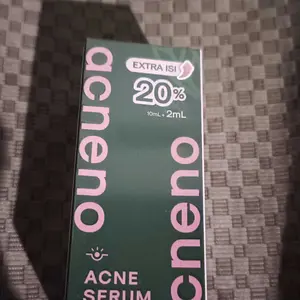 acneno
EXTRA ISI
20%
10mL + 2mL
acneno
ACNE
SERUM